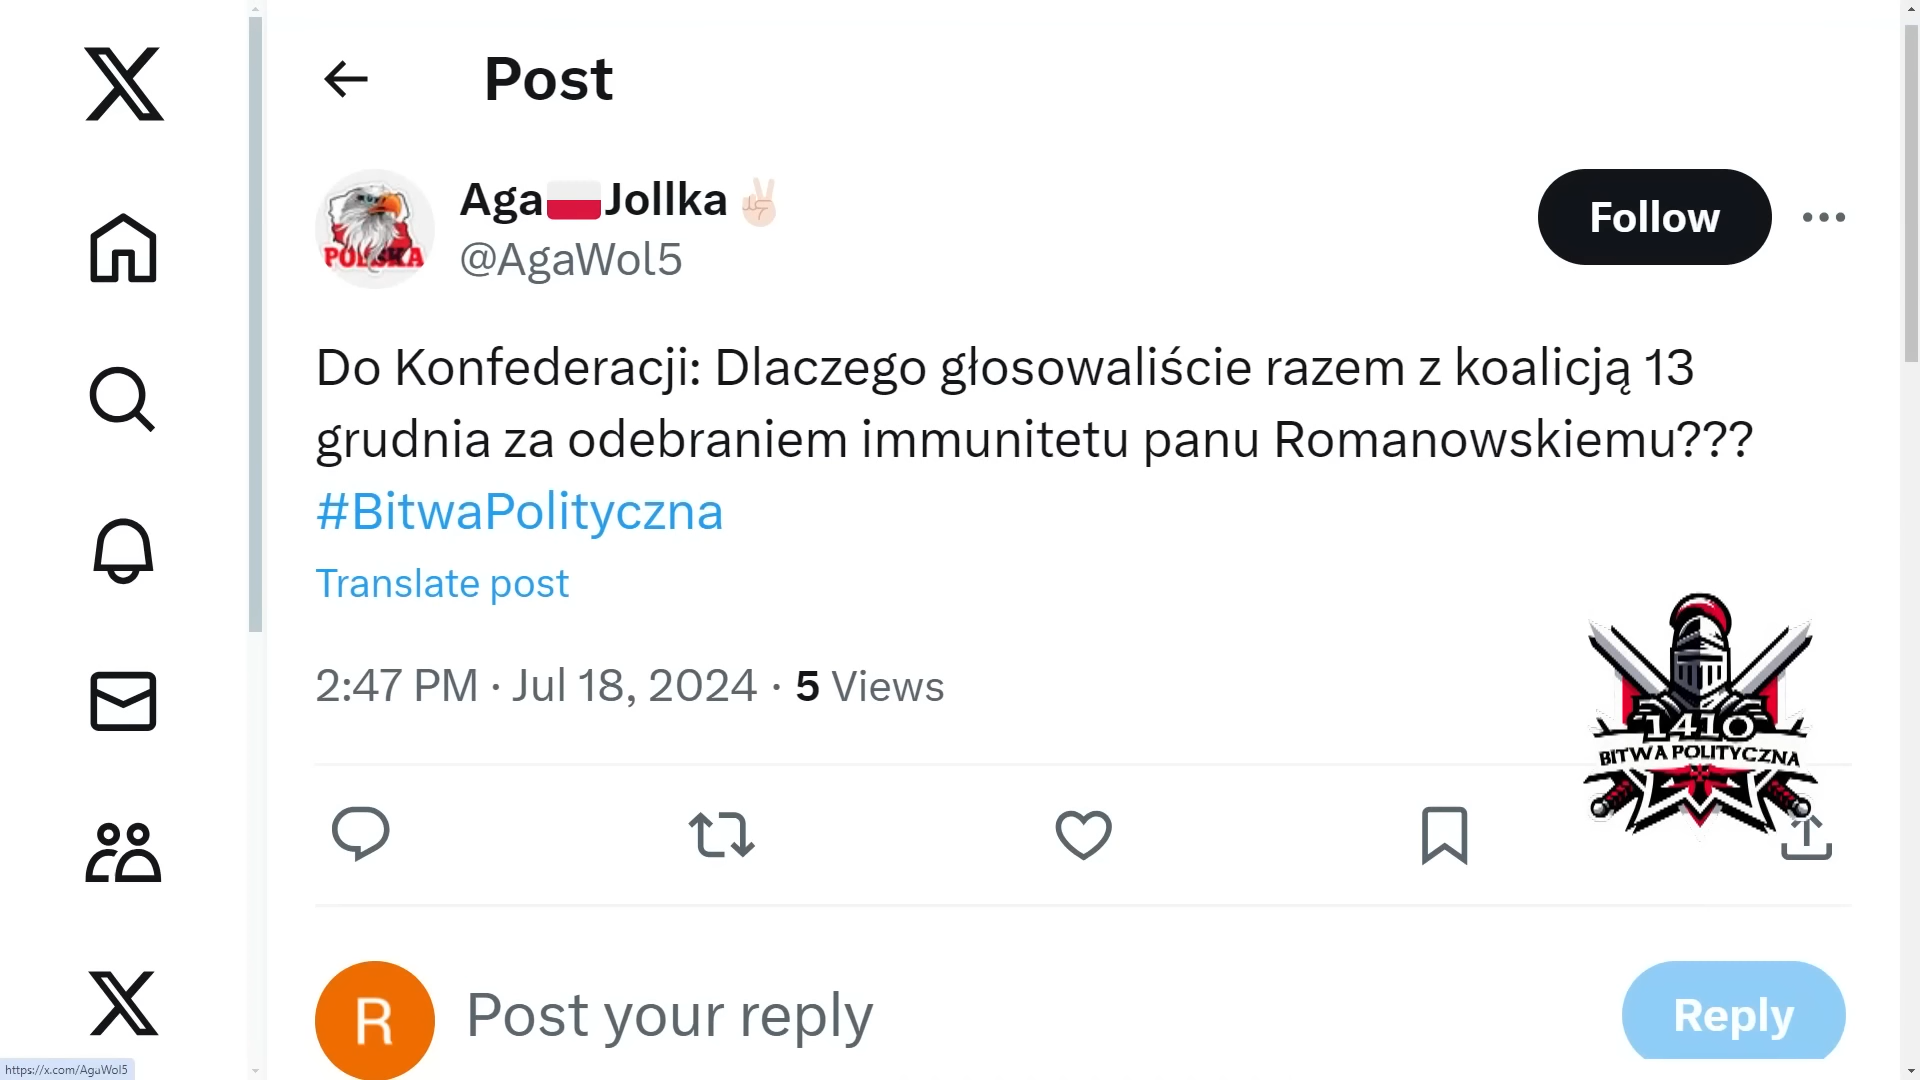 Post
Aga Jollka
@AgaWol5
Follow
POLSKA
Do Konfederacji: Dlaczego głosowaliście razem z koalicją 13
grudnia za odebraniem immunitetu panu Romanowskiemu???
#BitwaPolityczna
Translate post
2:47 PM · Jul 18, 2024 · 5 Views
1410
BITWA POLITYCZNA
R
Post your reply
Reply
https://x.com/AgaWol5